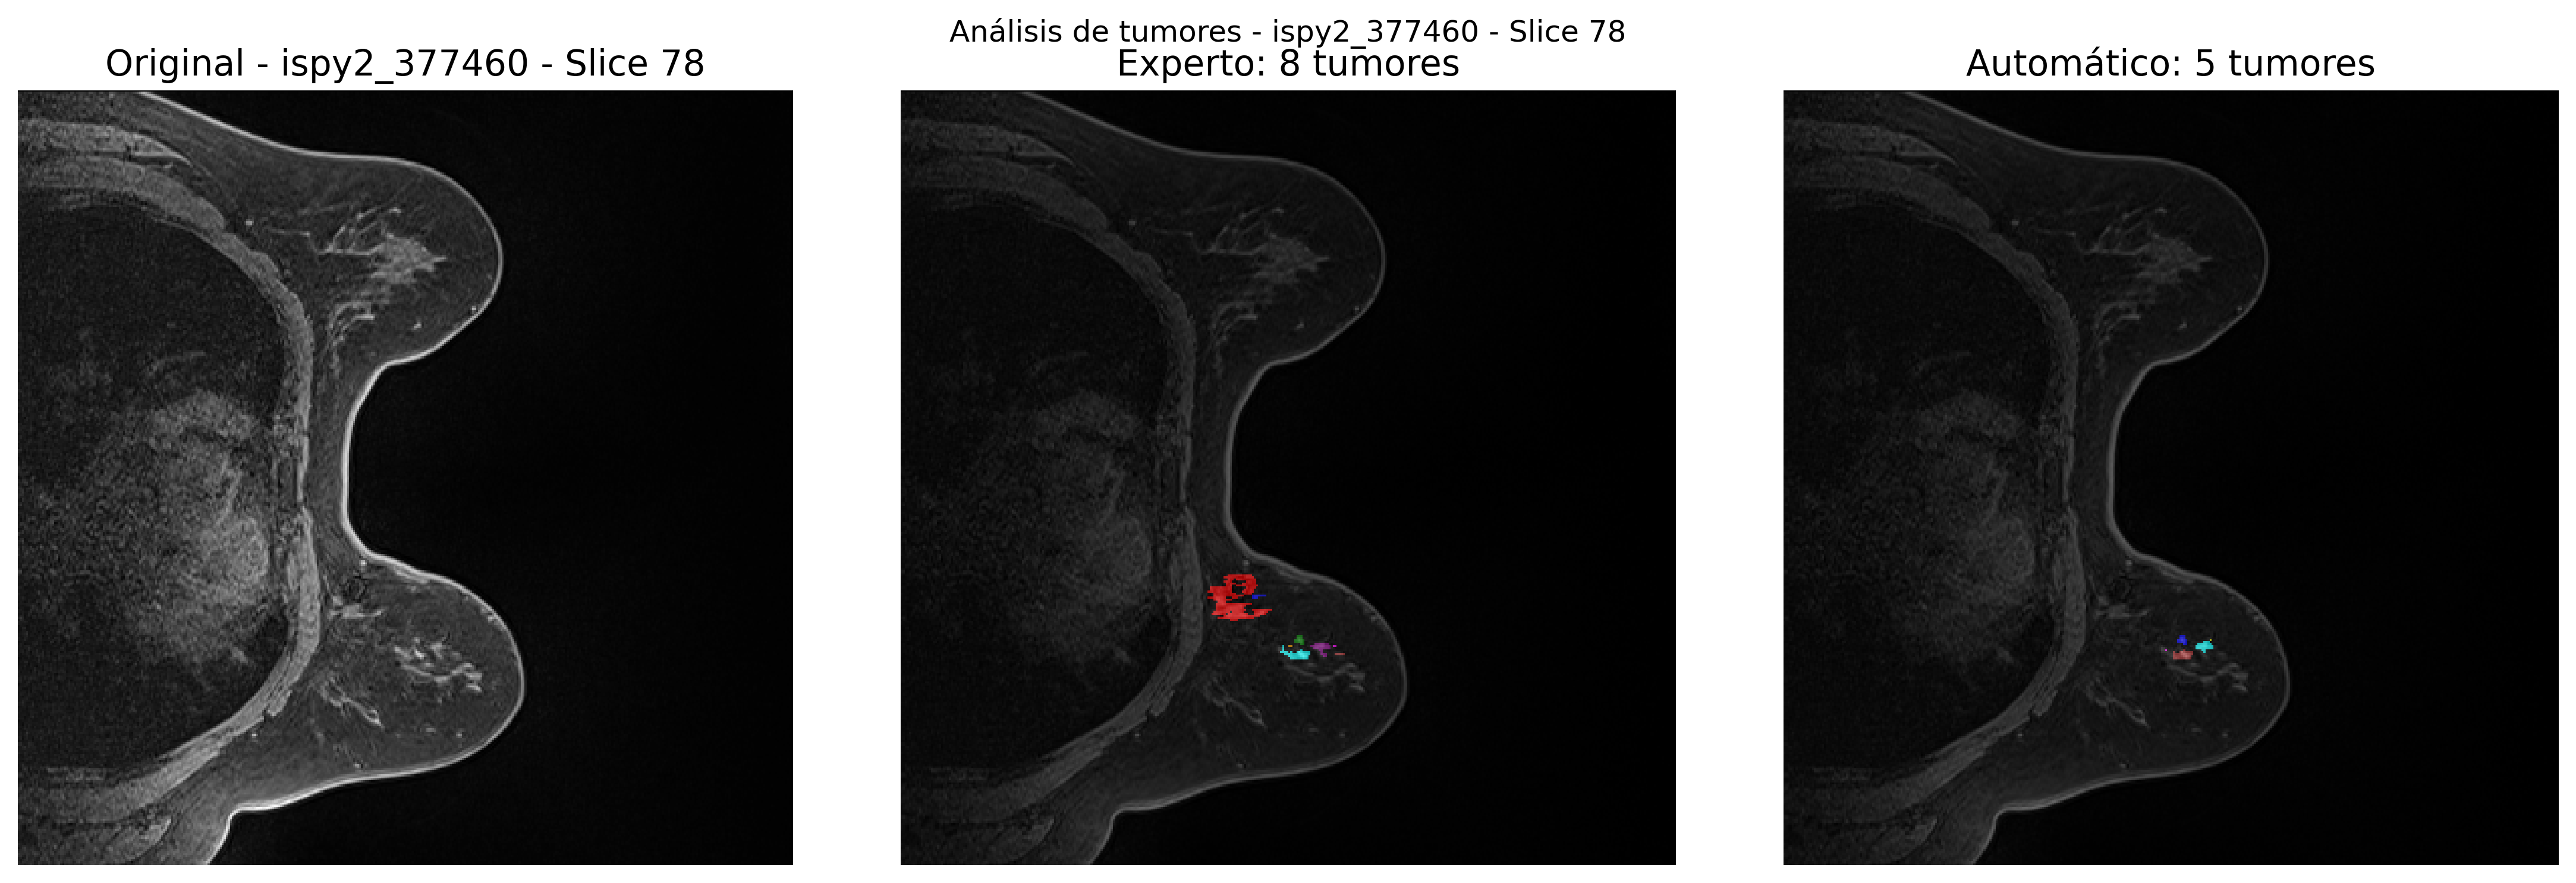 Análisis de tumores - ispy2_377460 - Slice 78
Original - ispy2_377460 - Slice 78
Experto: 8 tumores
Automático: 5 tumores